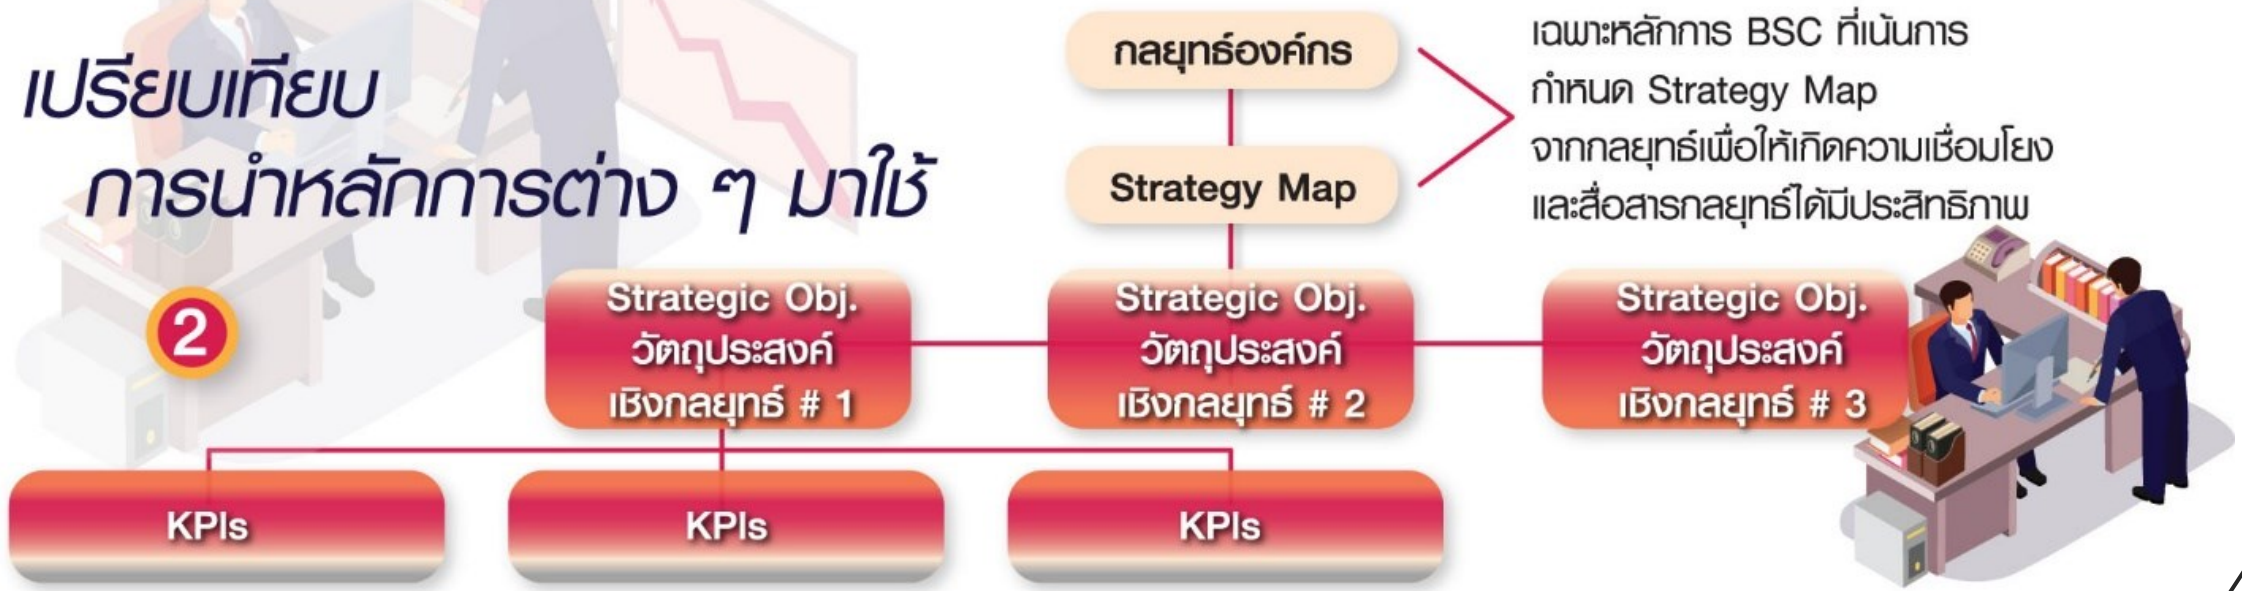 เปรียบเทียบ
การนำหลักการต่าง ๆ มาใช้
2
กลยุทธ์องค์กร
Strategy Map
เฉพาะหลักการ BSC ที่เน้นการ
กำหนด Strategy Map
จากกลยุทธ์เพื่อให้เกิดความเชื่อมโยง
และสื่อสารกลยุทธ์ได้มีประสิทธิภาพ
Strategic Obj.
วัตถุประสงค์
เชิงกลยุทธ์ # 1
Strategic Obj.
วัตถุประสงค์
เชิงกลยุทธ์ # 2
Strategic Obj.
วัตถุประสงค์
เชิงกลยุทธ์ # 3
KPIs
KPIs
KPIs